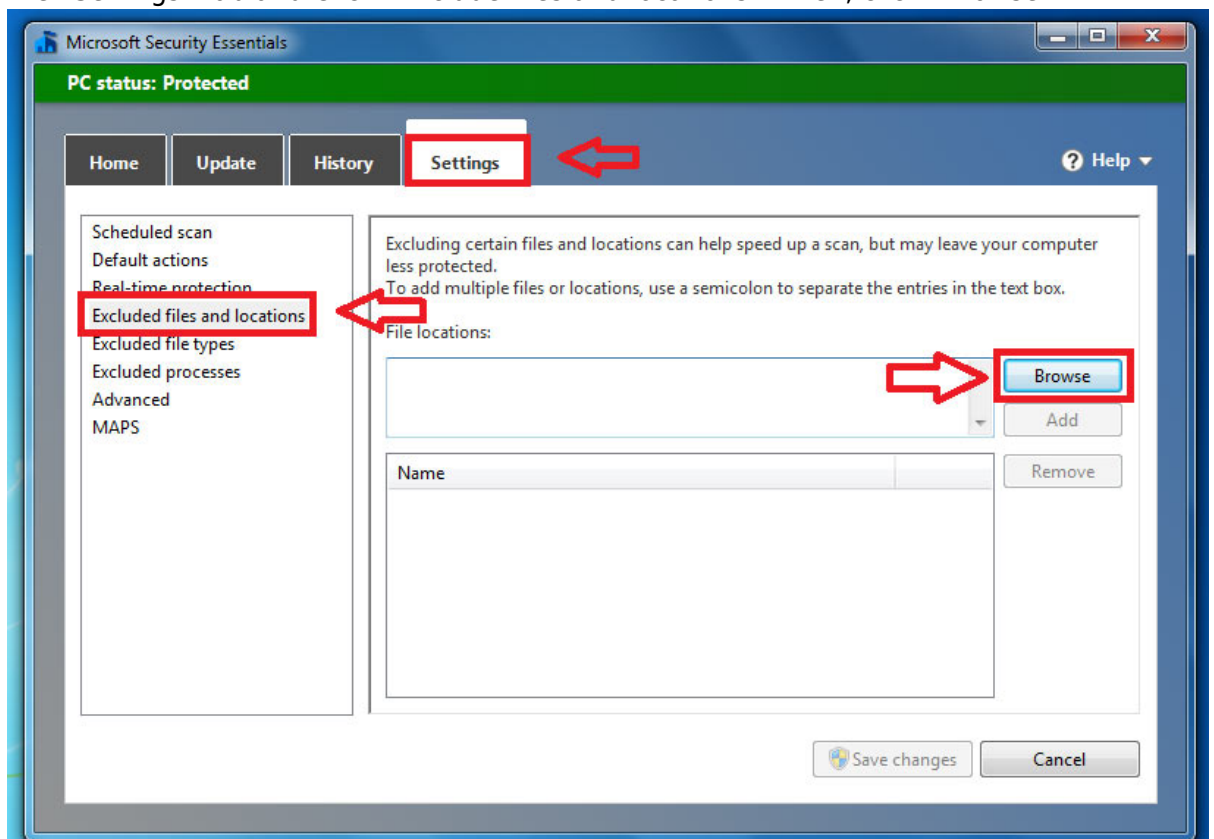 Microsoft Security Essentials
PC status: Protected
Home Update History Settings Help
Scheduled scan
Default actions
Real-time protection
Excluded files and locations
Excluded file types
Excluded processes
Advanced
MAPS
Excluding certain files and locations can help speed up a scan, but may leave your computer
less protected.
To add multiple files or locations, use a semicolon to separate the entries in the text box.
File locations:
Browse
Add
Name
Remove
Save changes Cancel